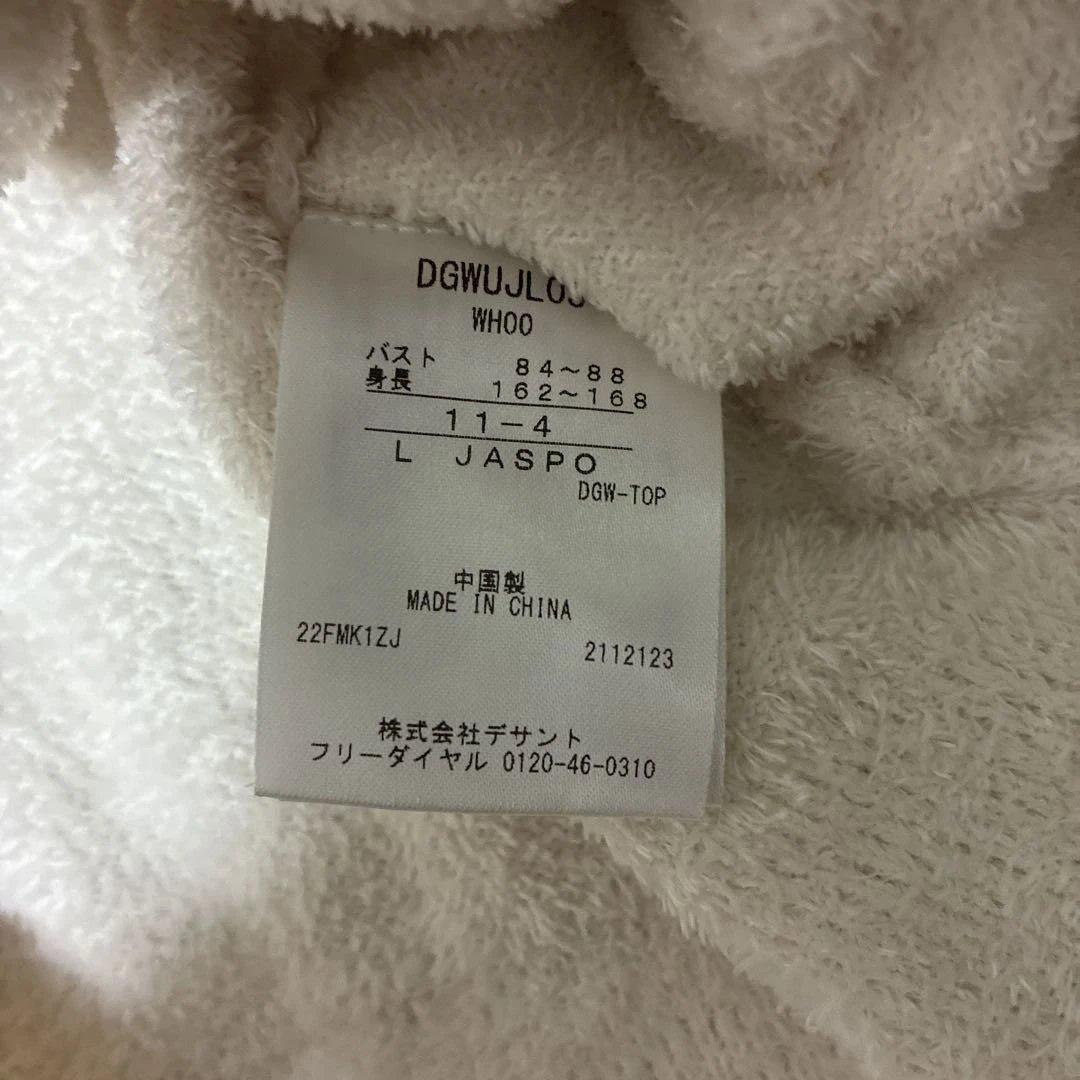 WH00
バスト 84～88
身長 162～168
11-4
L JASPO
DGW-TOP
中国製
MADE IN CHINA
22FMK1ZJ 2112123
株式会社デサント
フリーダイヤル 0120-46-0310